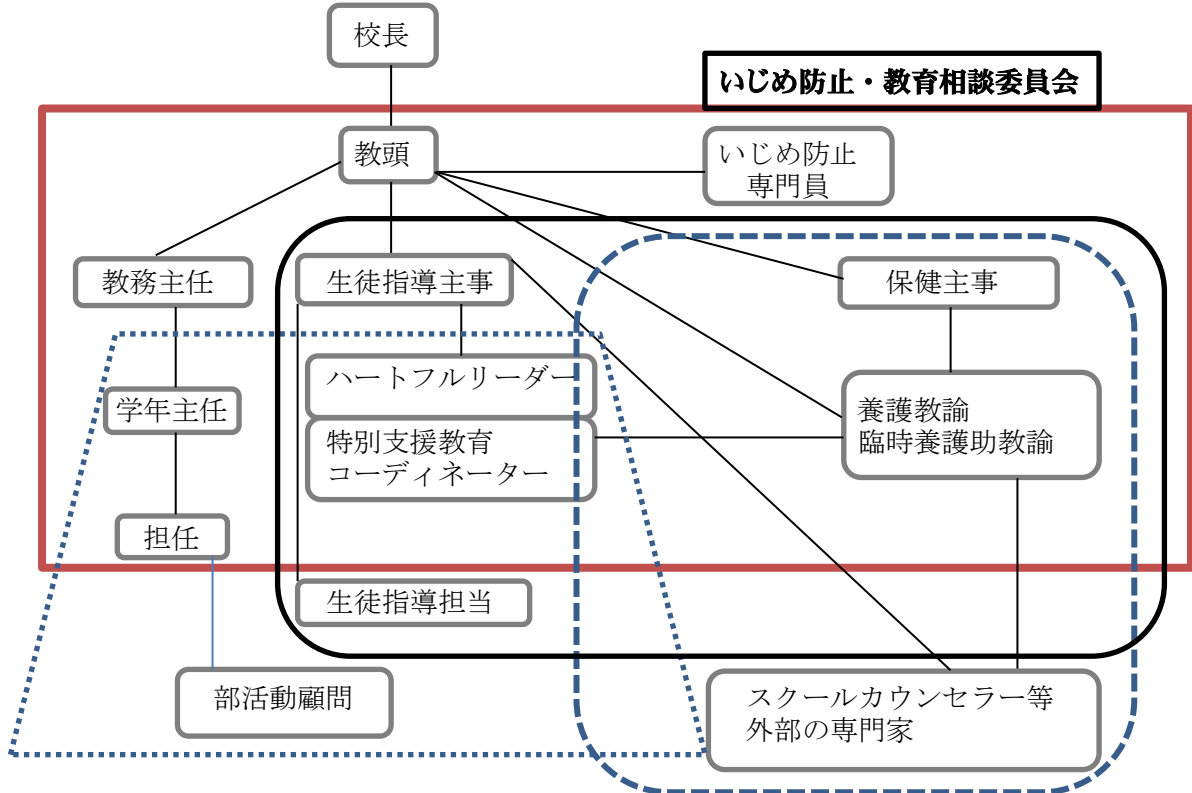 校長
いじめ防止・教育相談委員会
教頭
いじめ防止
専門員
教務主任
生徒指導主事
保健主事
ハートフルリーダー
学年主任
養護教諭
臨時養護助教諭
特別支援教育
コーディネーター
担任
生徒指導担当
部活動顧問
スクールカウンセラー等
外部の専門家